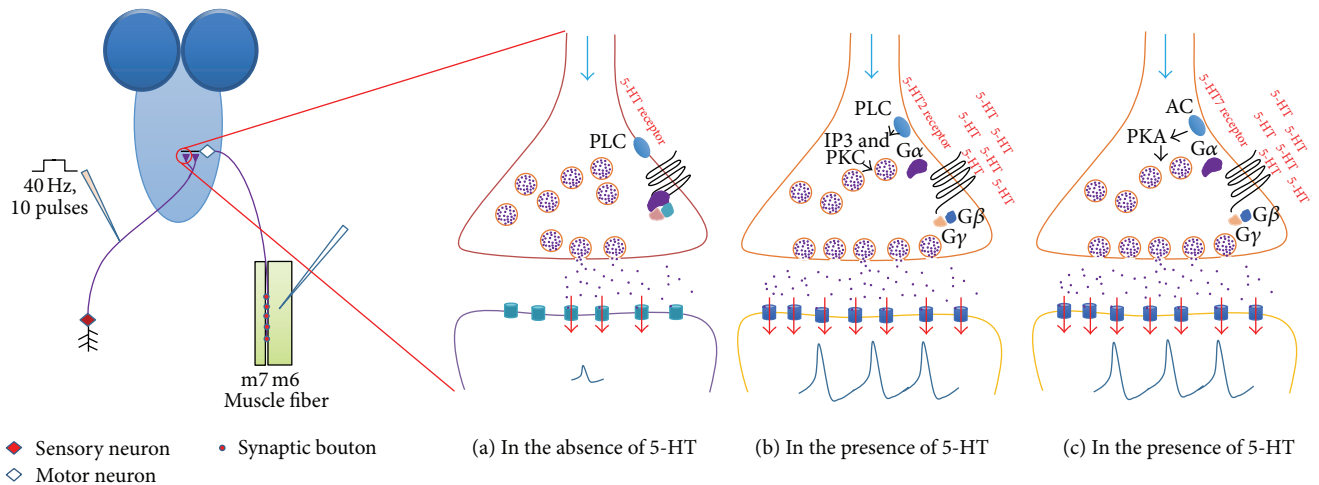 40 Hz,
10 pulses
m7 m6
Muscle fiber
Sensory neuron
Motor neuron
Synaptic bouton
5-HT receptor
PLC
(a) In the absence of 5-HT
5-HT2 receptor
5-HT
5-HT
5-HT
5-HT
5-HT
5-HT
5-HT
PLC
IP3 and
PKC
Gα
Gβ
Gγ
(b) In the presence of 5-HT
5-HT7 receptor
5-HT
5-HT
5-HT
5-HT
5-HT
5-HT
5-HT
AC
PKA
Gα
Gβ
Gγ
(c) In the presence of 5-HT